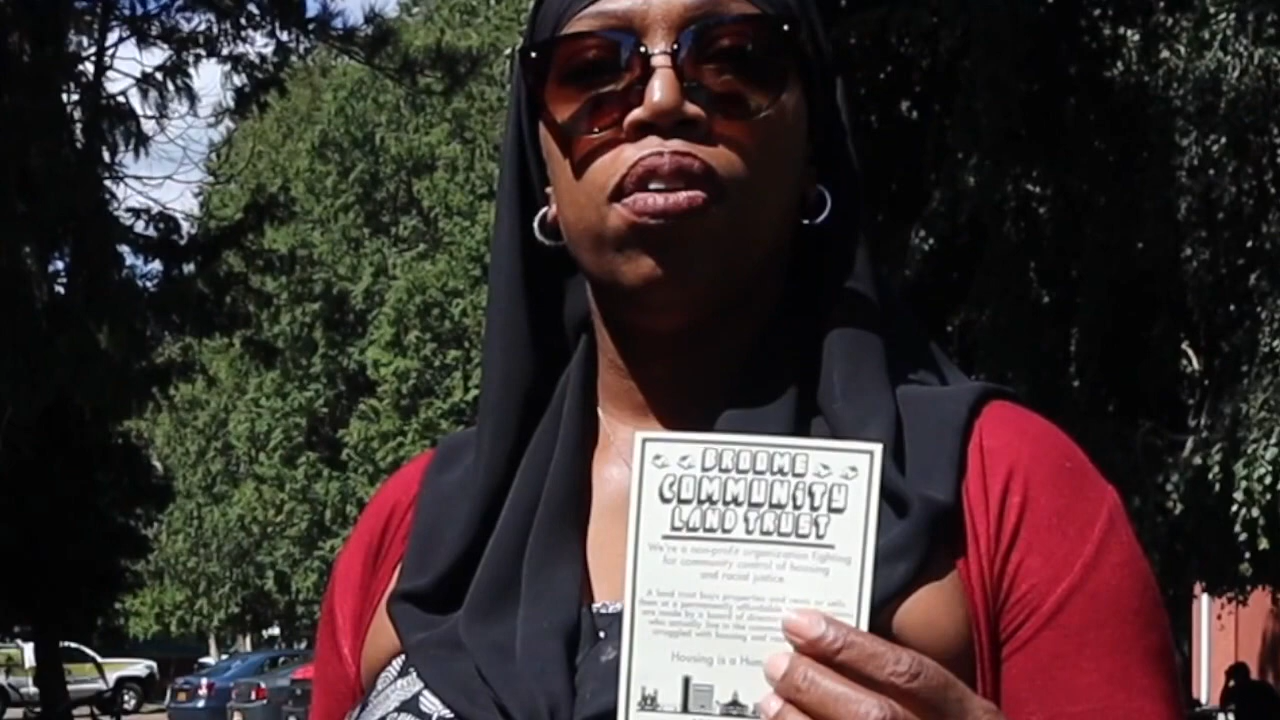 BROOME
COMMUNiTY
LAND TRUST
We're a non-profit organization fighting
for community control of housing
and racial justice.
A land trust buys properties and rents or sells
them at a permanently affordable
are made by a board of
who actually live in the
struggled with housing and
Housing is a